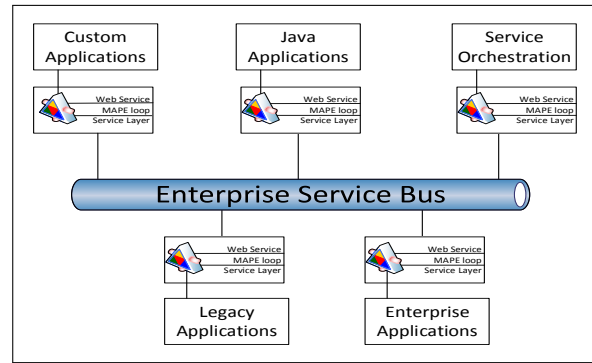 Custom
Applications
Java
Applications
Service
Orchestration
Web Service
MAPE loop
Service Layer
Web Service
MAPE loop
Service Layer
Web Service
MAPE loop
Service Layer
Enterprise Service Bus
Web Service
MAPE loop
Service Layer
Web Service
MAPE loop
Service Layer
Legacy
Applications
Enterprise
Applications